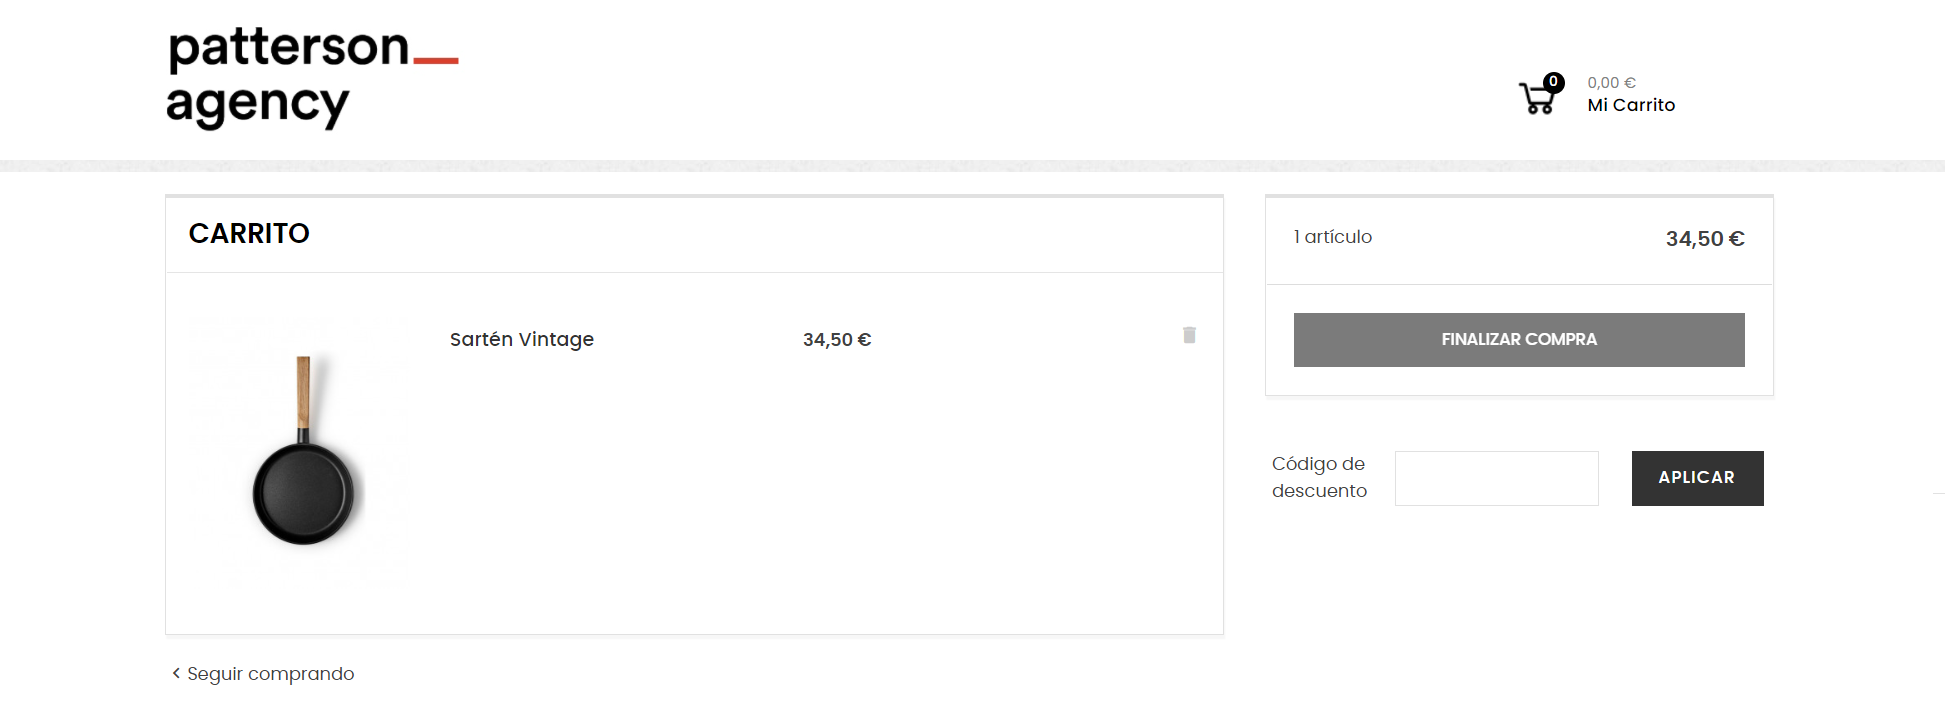 patterson
agency
0
0,00 €
Mi Carrito
CARRITO
Sartén Vintage
34,50 €
1 artículo
34,50 €
FINALIZAR COMPRA
Código de
descuento
APLICAR
Seguir comprando